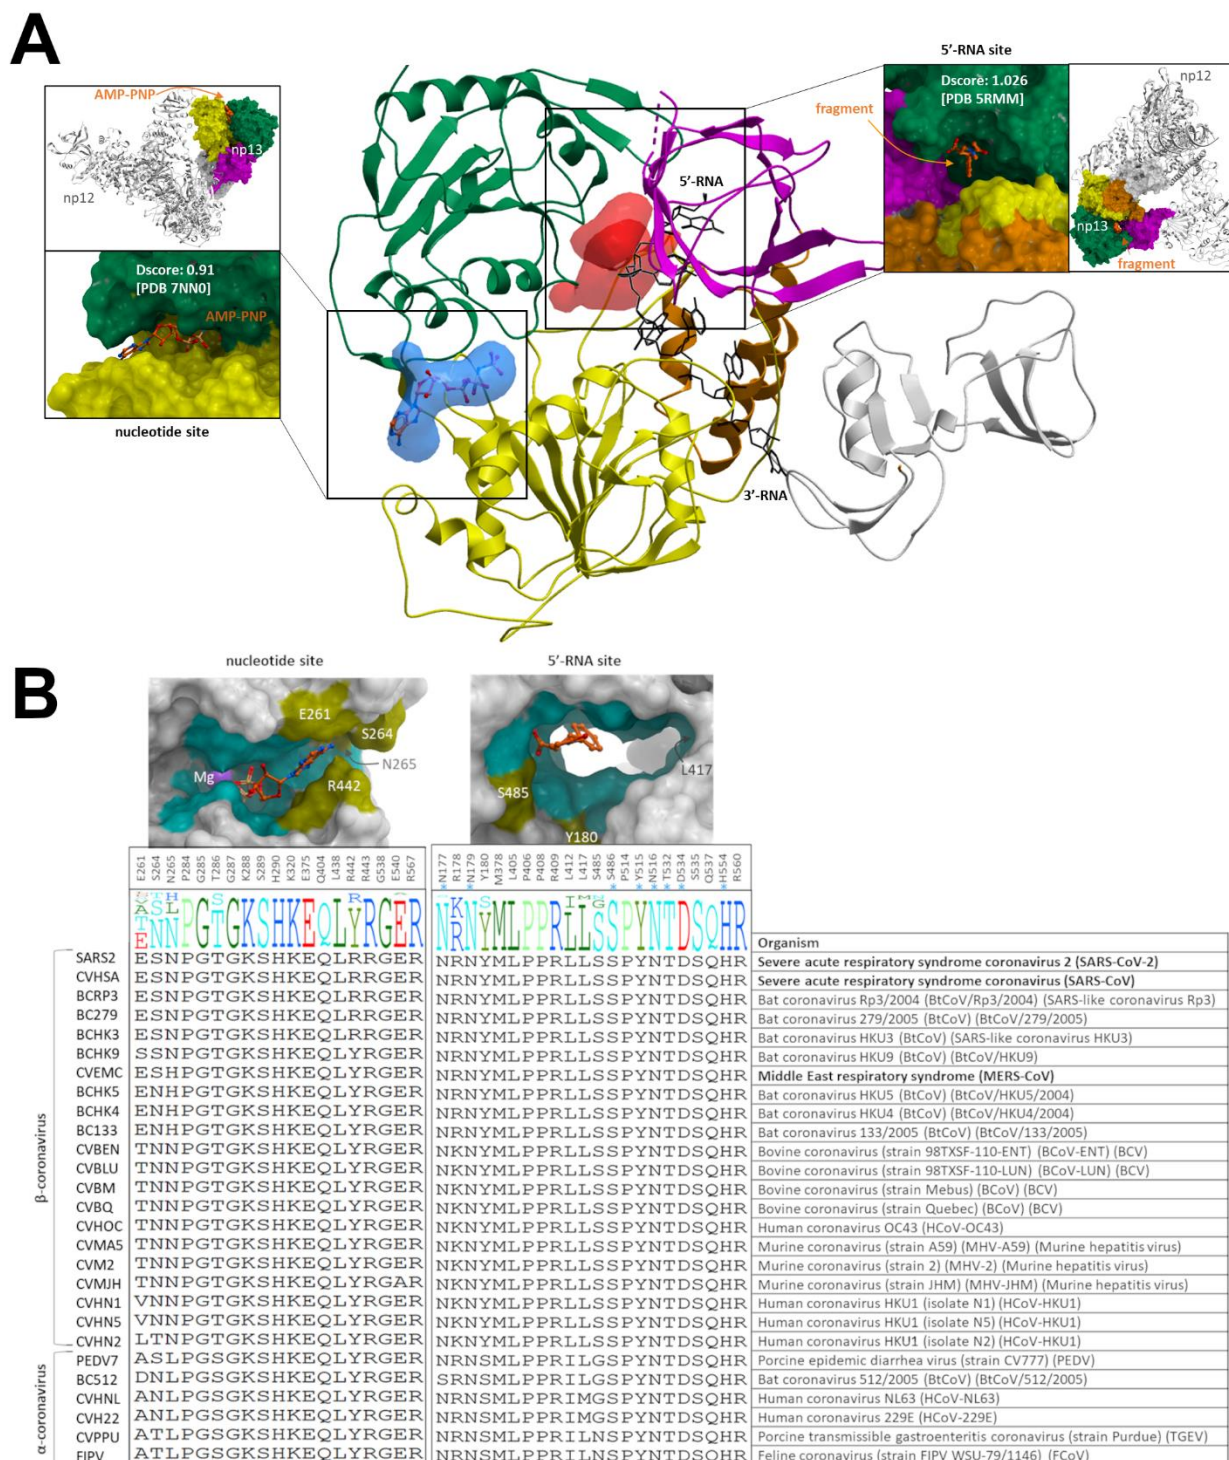 A
5'-RNA site
AMP-PNP
np13
np12
Dscore: 0.91
[PDB 7NN0]
AMP-PNP
nucleotide site
5'-RNA
3'-RNA
Dscore: 1.026
[PDB 5RMM]
fragment
np12
np13
fragment
B
nucleotide site
5'-RNA site
E261
S264
N265
R442
Mg
L417
S485
Y180
E261 S264 N265 P284 G285 T286 G287 K288 S289 H290 K320 E375 Q404 L438 R442 R443 G538 E540 R567
*N177 R178 *N179 Y180 M378 L405 P406 P408 R409 L412 L417 S485 *S486 P514 *Y515 *N516 *T532 *D534 S535 Q537 *H554 R560
Organism
β-coronavirus
SARS2 ESNPGTGKSHKEQLRRGER NRNYMLPPRLLSSPYNTDSQHR Severe acute respiratory syndrome coronavirus 2 (SARS-CoV-2)
CVHSA ESNPGTGKSHKEQLRRGER NRNYMLPPRLLSSPYNTDSQHR Severe acute respiratory syndrome coronavirus (SARS-CoV)
BCRP3 ESNPGTGKSHKEQLRRGER NRNYMLPPRLLSSPYNTDSQHR Bat coronavirus Rp3/2004 (BtCoV/Rp3/2004) (SARS-like coronavirus Rp3)
BC279 ESNPGTGKSHKEQLRRGER NRNYMLPPRLLSSPYNTDSQHR Bat coronavirus 279/2005 (BtCoV) (BtCoV/279/2005)
BCHK3 ESNPGTGKSHKEQLRRGER NRNYMLPPRLLSSPYNTDSQHR Bat coronavirus HKU3 (BtCoV) (SARS-like coronavirus HKU3)
BCHK9 SSNPGTGKSHKEQLYRGER NRNYMLPPRLLSSPYNTDSQHR Bat coronavirus HKU9 (BtCoV) (BtCoV/HKU9)
CVEMC ESHPGTGKSHKEQLYRGER NRNYMLPPRLLSSPYNTDSQHR Middle East respiratory syndrome (MERS-CoV)
BCHK5 ENHPGTGKSHKEQLYRGER NRNYMLPPRLLSSPYNTDSQHR Bat coronavirus HKU5 (BtCoV) (BtCoV/HKU5/2004)
BCHK4 ENHPGTGKSHKEQLYRGER NRNYMLPPRLLSSPYNTDSQHR Bat coronavirus HKU4 (BtCoV) (BtCoV/HKU4/2004)
BC133 ENHPGTGKSHKEQLYRGER NRNYMLPPRLLSSPYNTDSQHR Bat coronavirus 133/2005 (BtCoV) (BtCoV/133/2005)
CVBEN TNNPGTGKSHKEQLYRGER NKNYMLPPRLLSSPYNTDSQHR Bovine coronavirus (strain 98TXSF-110-ENT) (BCoV-ENT) (BCV)
CVBLU TNNPGTGKSHKEQLYRGER NKNYMLPPRLLSSPYNTDSQHR Bovine coronavirus (strain 98TXSF-110-LUN) (BCoV-LUN) (BCV)
CVBM TNNPGTGKSHKEQLYRGER NKNYMLPPRLLSSPYNTDSQHR Bovine coronavirus (strain Mebus) (BCoV) (BCV)
CVBQ TNNPGTGKSHKEQLYRGER NKNYMLPPRLLSSPYNTDSQHR Bovine coronavirus (strain Quebec) (BCoV) (BCV)
CVHOC TNNPGTGKSHKEQLYRGER NKNYMLPPRLLSSPYNTDSQHR Human coronavirus OC43 (HCoV-OC43)
CVMA5 TNNPGTGKSHKEQLYRGER NKNYMLPPRLLSSPYNTDSQHR Murine coronavirus (strain A59) (MHV-A59) (Murine hepatitis virus)
CVM2 TNNPGTGKSHKEQLYRGER NKNYMLPPRLLSSPYNTDSQHR Murine coronavirus (strain 2) (MHV-2) (Murine hepatitis virus)
CVMJH TNNPGTGKSHKEQLYRGAR NKNYMLPPRLLSSPYNTDSQHR Murine coronavirus (strain JHM) (MHV-JHM) (Murine hepatitis virus)
CVHN1 VNNPGTGKSHKEQLYRGER NKNYMLPPRLLSSPYNTDSQHR Human coronavirus HKU1 (isolate N1) (HCoV-HKU1)
CVHN5 VNNPGTGKSHKEQLYRGER NKNYMLPPRLLSSPYNTDSQHR Human coronavirus HKU1 (isolate N5) (HCoV-HKU1)
CVHN2 LTNPGTGKSHKEQLYRGER NKNYMLPPRLLSSPYNTDSQHR Human coronavirus HKU1 (isolate N2) (HCoV-HKU1)
α-coronavirus
PEDV7 ASLPGSGKSHKEQLYRGER NRNSMLPPRILGSPYNTDSQHR Porcine epidemic diarrhea virus (strain CV777) (PEDV)
BC512 DNLPGSGKSHKEQLYRGER SRNSMLPPRILGSPYNTDSQHR Bat coronavirus 512/2005 (BtCoV) (BtCoV/512/2005)
CVHNL ANLPGSGKSHKEQLYRGER NRNSMLPPRIMGSPYNTDSQHR Human coronavirus NL63 (HCoV-NL63)
CVH22 ANLPGSGKSHKEQLYRGER NRNSMLPPRIMGSPYNTDSQHR Human coronavirus 229E (HCoV-229E)
CVPPU ATLPGSGKSHKEQLYRGER NRNSMLPPRIMGSPYNTDSQHR Porcine transmissible gastroenteritis coronavirus (strain Purdue) (TGEV)
FIPV ATLPGSGKSHKEQLYRGER NRNSMLPPRIMGSPYNTDSQHR Feline coronavirus (strain FIPV WSU-79/1146) (FCoV)